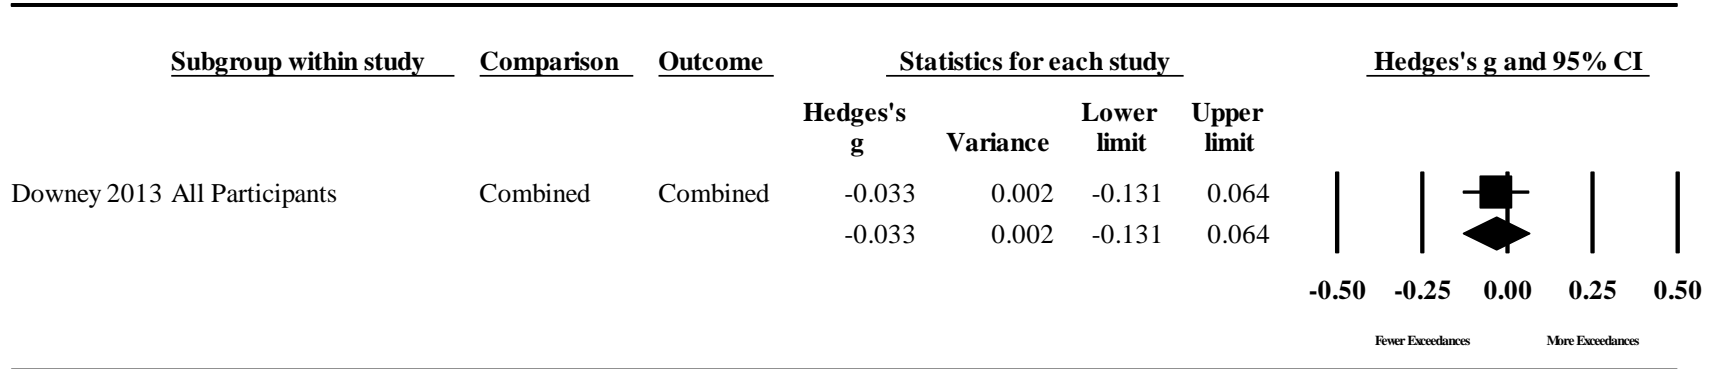 Subgroup within study Comparison Outcome Statistics for each study Hedges's g and 95% CI
Hedges's g Variance Lower limit Upper limit
Downey 2013 All Participants Combined Combined -0.033 0.002 -0.131 0.064
-0.033 0.002 -0.131 0.064
-0.50 -0.25 0.00 0.25 0.50
Fewer Exceedances More Exceedances